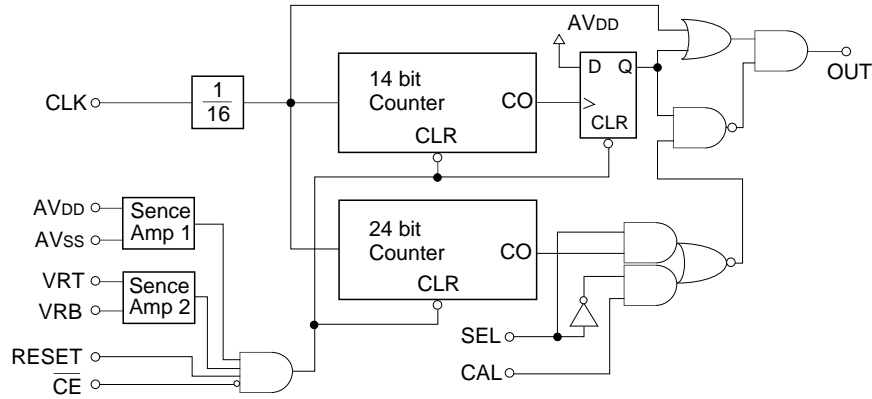 AVDD
D Q
CLR
OUT
CLK
1
16
14 bit
Counter
CO
CLR
AVDD
AVSS
Sence
Amp 1
24 bit
Counter
CO
CLR
VRT
VRB
Sence
Amp 2
SEL
RESET
CE
CAL